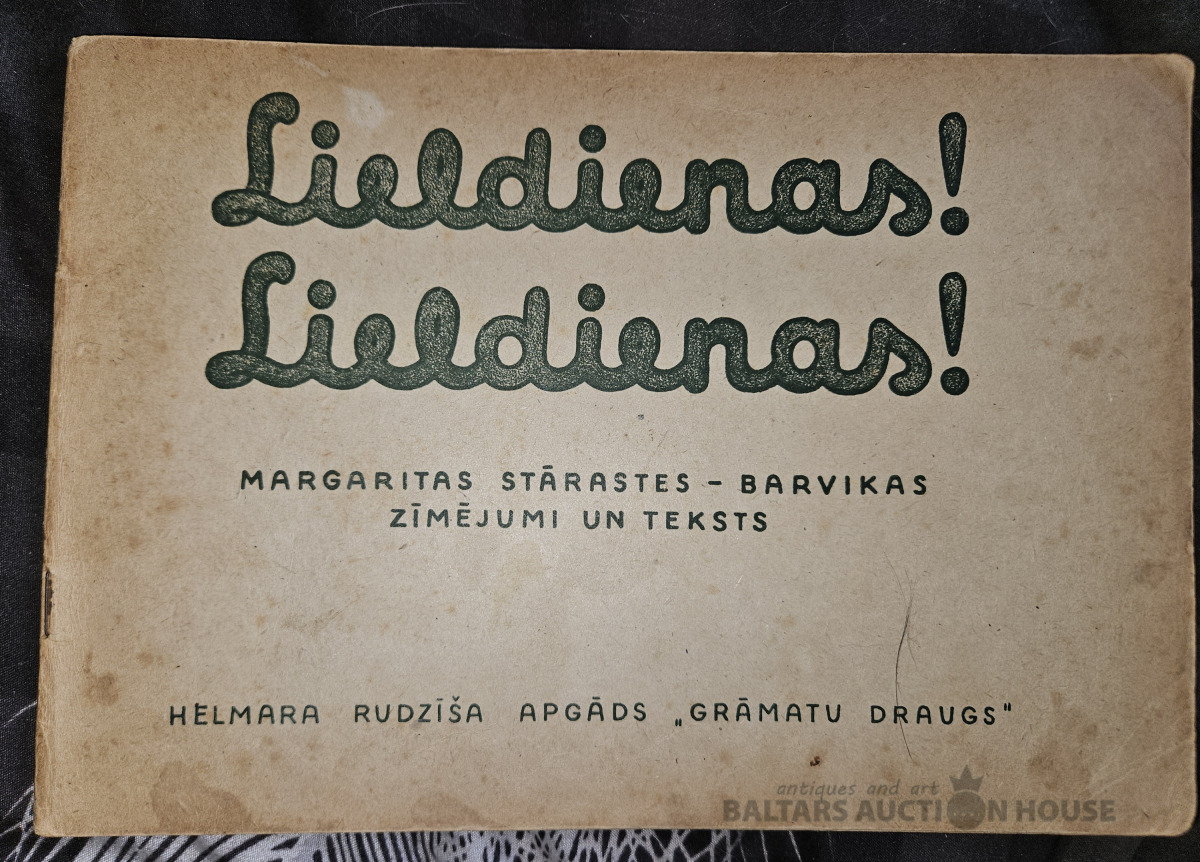 Lieldienas!
Lieldienas!
MARGARITAS STĀRASTES - BARVIKAS
ZĪMĒJUMI UN TEKSTS
HELMARA RUDZĪŠA APGĀDS „GRĀMATU DRAUGS"
antiques and art
BALTARS AUCTION HOUSE